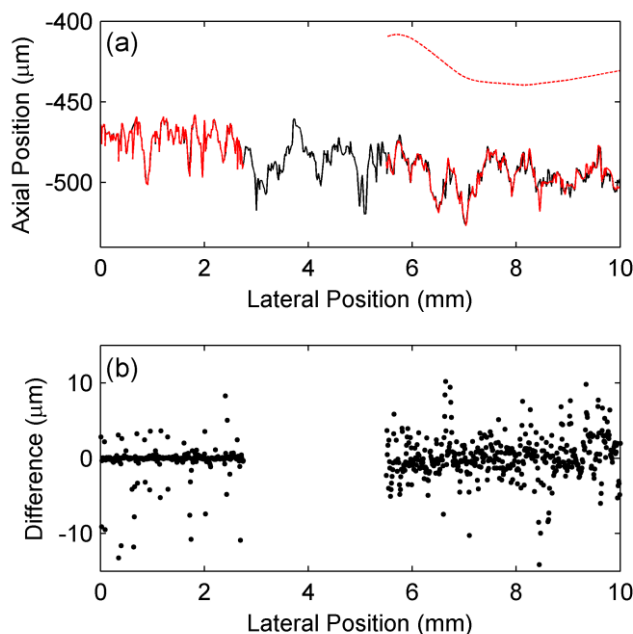 (a)
Axial Position (μm)
-400
-450
-500
0 2 4 6 8 10
Lateral Position (mm)
(b)
Difference (μm)
10
0
-10
0 2 4 6 8 10
Lateral Position (mm)